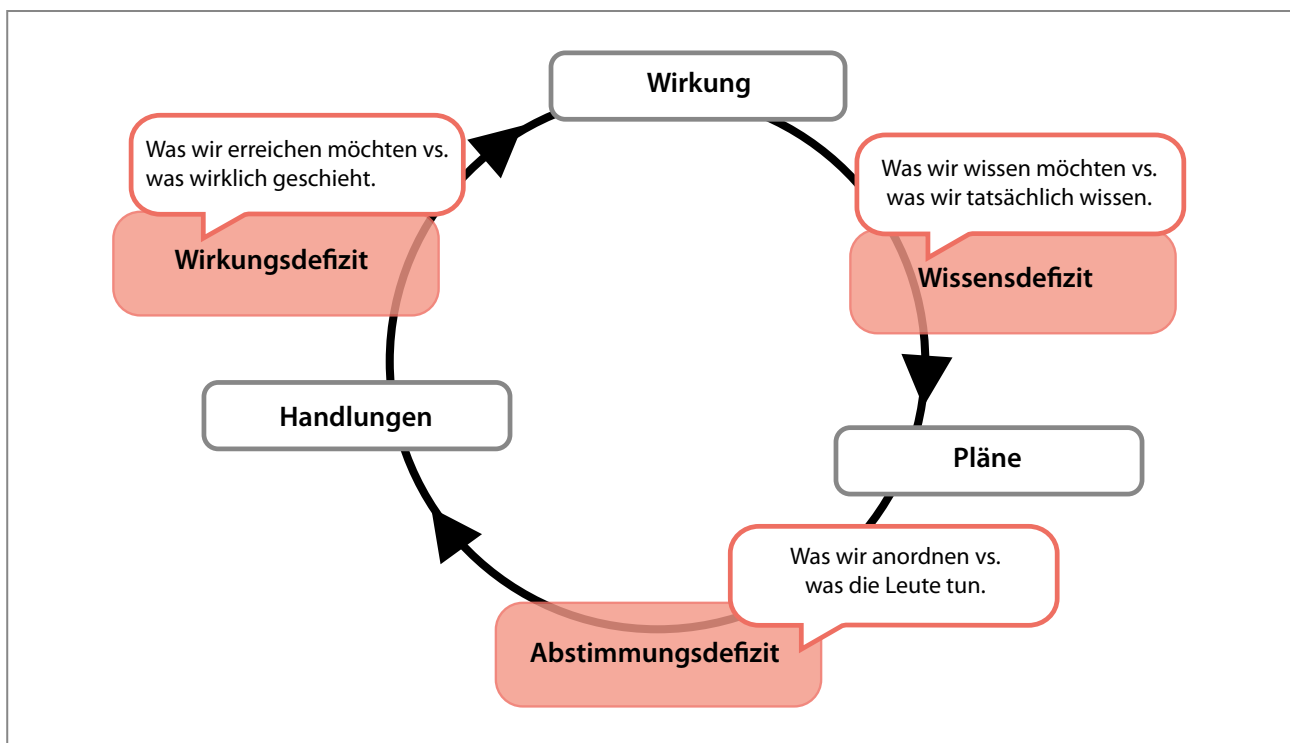 Wirkung
Was wir erreichen möchten vs.
was wirklich geschieht.
Wirkungsdefizit
Was wir wissen möchten vs.
was wir tatsächlich wissen.
Wissensdefizit
Handlungen
Pläne
Was wir anordnen vs.
was die Leute tun.
Abstimmungsdefizit